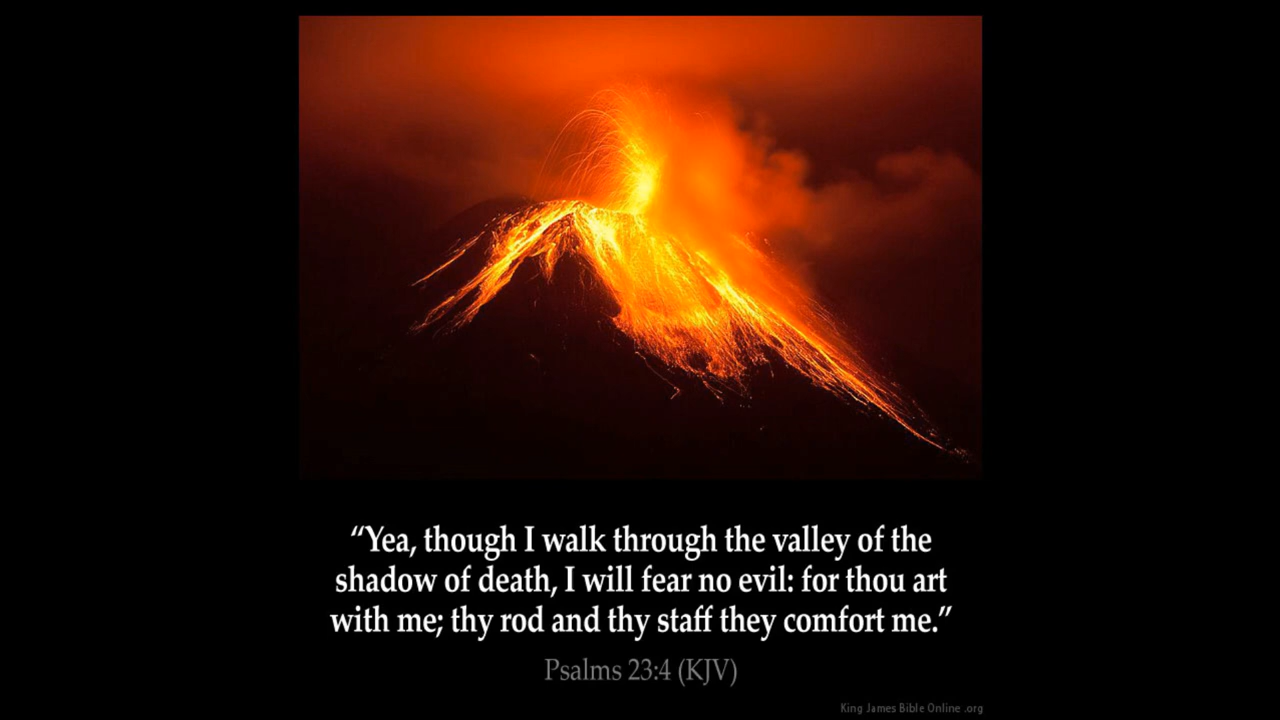 “Yea, though I walk through the valley of the
shadow of death, I will fear no evil: for thou art
with me; thy rod and thy staff they comfort me.”
Psalms 23:4 (KJV)
King James Bible Online .org